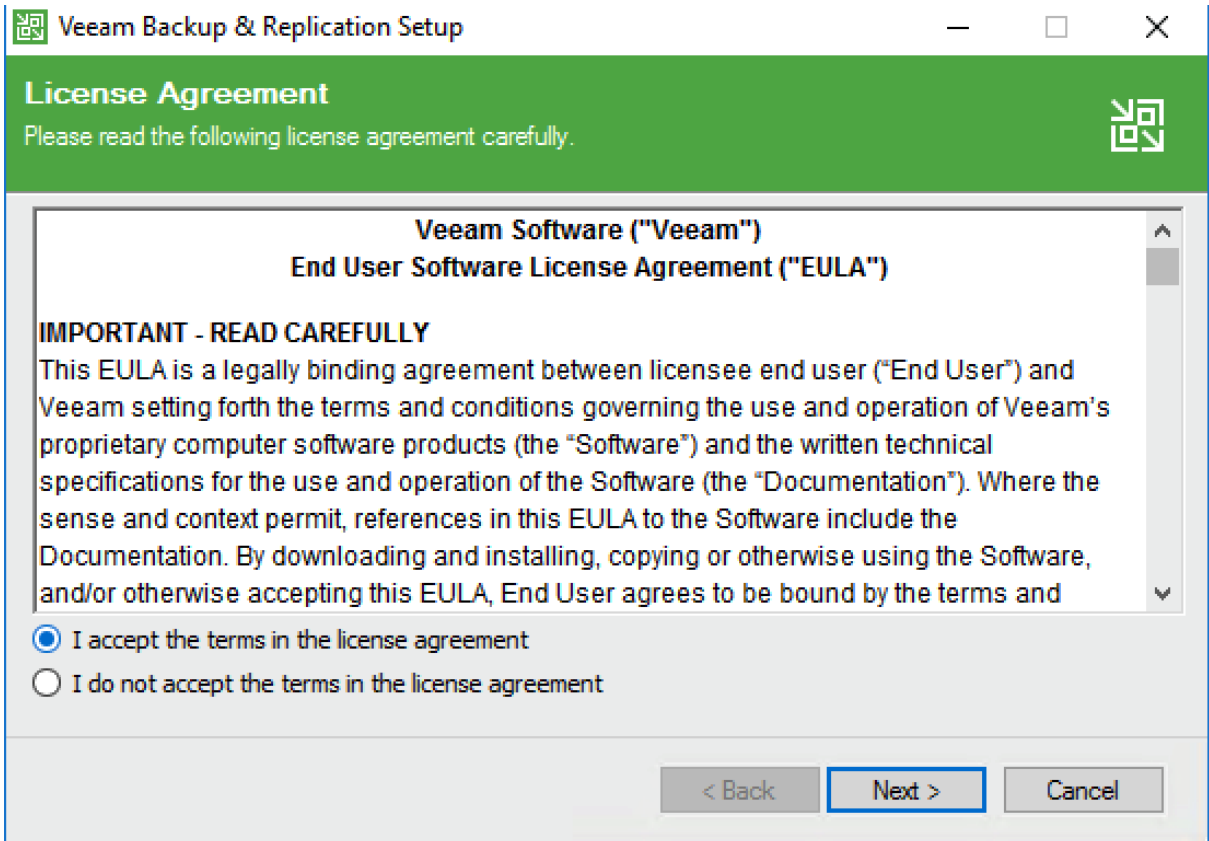 Veeam Backup & Replication Setup
License Agreement
Please read the following license agreement carefully.
Veeam Software ("Veeam")
End User Software License Agreement ("EULA")
IMPORTANT - READ CAREFULLY
This EULA is a legally binding agreement between licensee end user (“End User”) and
Veeam setting forth the terms and conditions governing the use and operation of Veeam’s
proprietary computer software products (the “Software”) and the written technical
specifications for the use and operation of the Software (the “Documentation”). Where the
sense and context permit, references in this EULA to the Software include the
Documentation. By downloading and installing, copying or otherwise using the Software,
and/or otherwise accepting this EULA, End User agrees to be bound by the terms and
I accept the terms in the license agreement
I do not accept the terms in the license agreement
< Back
Next >
Cancel